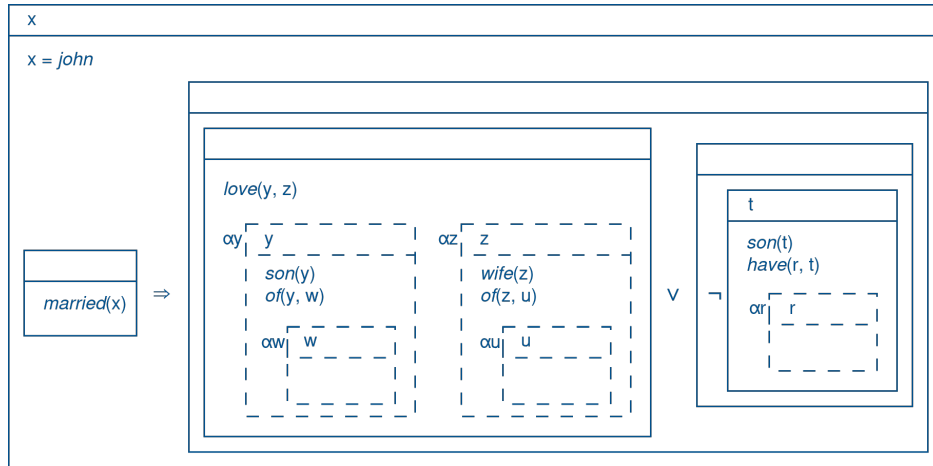 x
x = john
married(x)
⇒
love(y, z)
αy
y
son(y)
of(y, w)
αw
w
αz
z
wife(z)
of(z, u)
αu
u
∨
¬
t
son(t)
have(r, t)
αr
r